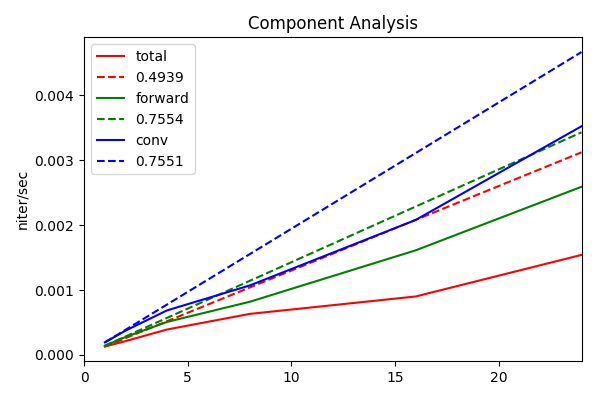 Component Analysis
total
0.4939
forward
0.7554
conv
0.7551
niter/sec
0.004
0.003
0.002
0.001
0.000
0 5 10 15 20